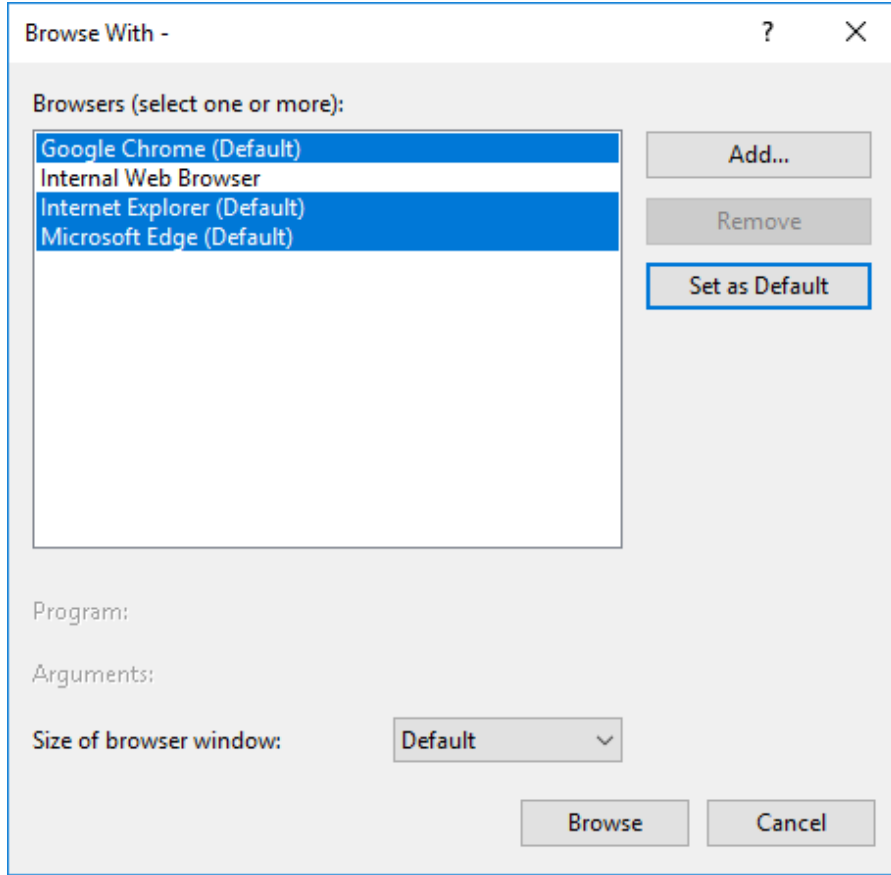 Browse With -
?
Browsers (select one or more):
Google Chrome (Default)
Internal Web Browser
Internet Explorer (Default)
Microsoft Edge (Default)
Add...
Remove
Set as Default
Program:
Arguments:
Size of browser window:
Default
Browse
Cancel